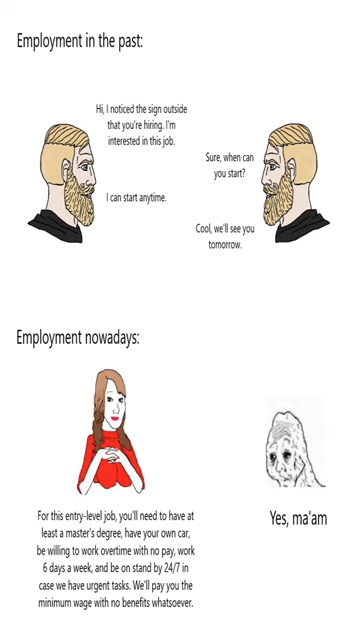 Employment in the past:
Hi, I noticed the sign outside
that you're hiring. I'm
interested in this job.
Sure, when can
you start?
I can start anytime.
Cool, we'll see you
tomorrow.
Employment nowadays:
For this entry-level job, you'll need to have at
least a master's degree, have your own car,
be willing to work overtime with no pay, work
6 days a week, and be on stand by 24/7 in
case we have urgent tasks. We'll pay you the
minimum wage with no benefits whatsoever.
Yes, ma'am